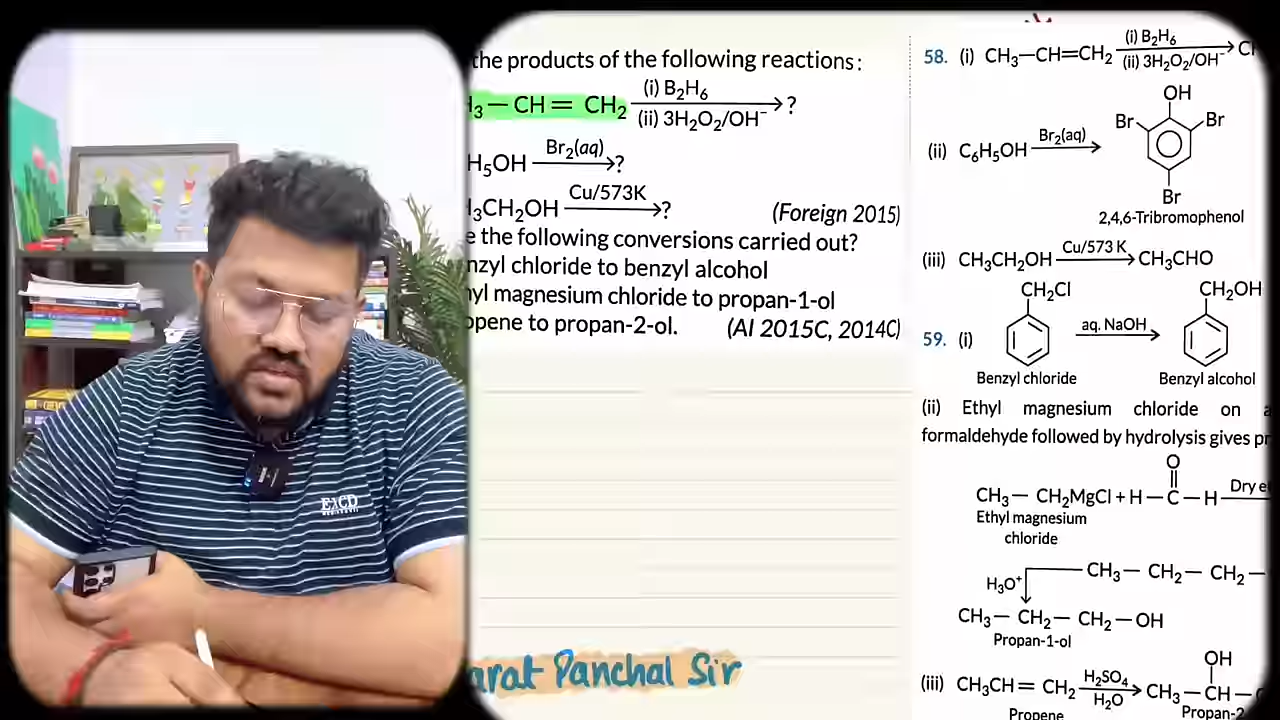 the products of the following reactions:
H₃ — CH = CH₂ (i) B₂H₆ (ii) 3H₂O₂/OH⁻ → ?
H₅OH Br₂(aq) → ?
H₃CH₂OH Cu/573K → ?
(Foreign 2015)
e the following conversions carried out?
nzyl chloride to benzyl alcohol
hyl magnesium chloride to propan-1-ol
opene to propan-2-ol. (AI 2015C, 2014C)
arat Panchal Sir
EACD
58. (i) CH₃—CH=CH₂ (i) B₂H₆ (ii) 3H₂O₂/OH⁻ →
OH
Br Br
(ii) C₆H₅OH Br₂(aq) →
Br
2,4,6-Tribromophenol
(iii) CH₃CH₂OH Cu/573 K → CH₃CHO
CH₂Cl CH₂OH
59. (i) aq. NaOH →
Benzyl chloride Benzyl alcohol
(ii) Ethyl magnesium chloride on
formaldehyde followed by hydrolysis gives
O
CH₃— CH₂MgCl + H — C — H Dry
Ethyl magnesium
chloride
CH₃— CH₂— CH₂—
H₃O⁺
CH₃— CH₂— CH₂—OH
Propan-1-ol
OH
(iii) CH₃CH= CH₂ H₂SO₄ H₂O → CH₃—CH—
Propene Propan-2